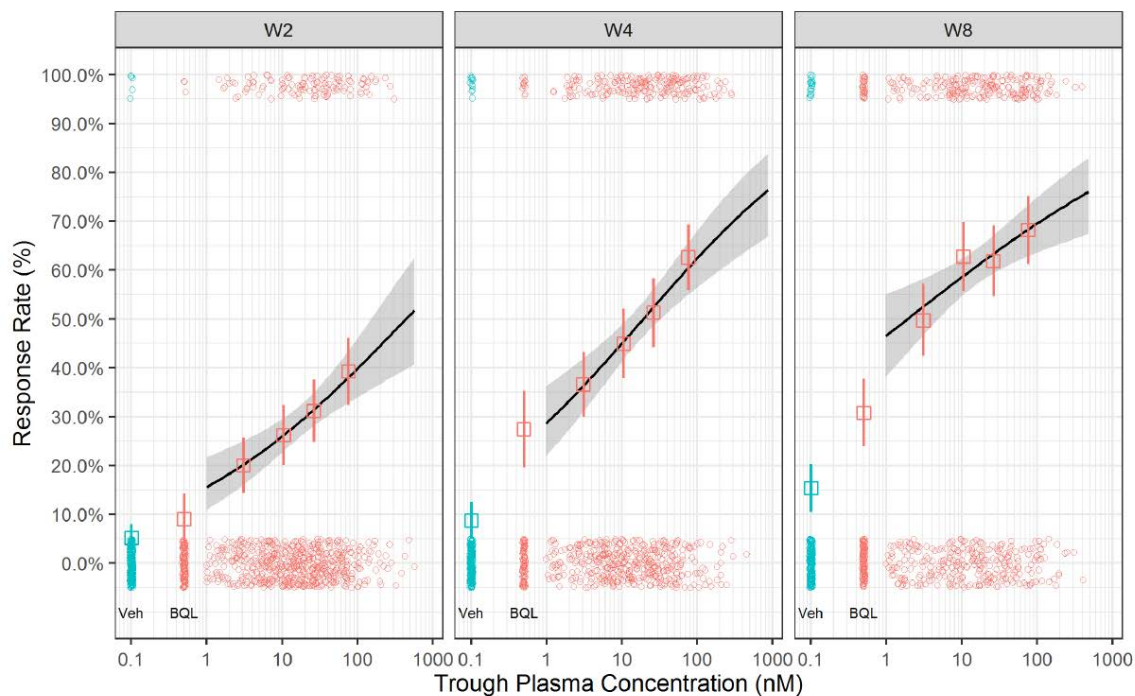 W2 W4 W8
100.0%
90.0%
80.0%
70.0%
60.0%
50.0%
40.0%
30.0%
20.0%
10.0%
0.0%
Response Rate (%)
Veh BQL Veh BQL Veh BQL
0.1 1 10 100 1000 0.1 1 10 100 1000 0.1 1 10 100 1000
Trough Plasma Concentration (nM)